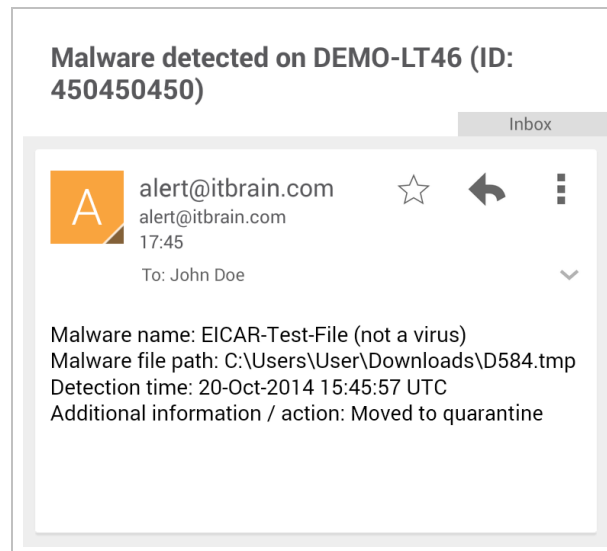 Malware detected on DEMO-LT46 (ID:
450450450)
Inbox
A
alert@itbrain.com
alert@itbrain.com
17:45
To: John Doe
Malware name: EICAR-Test-File (not a virus)
Malware file path: C:\Users\User\Downloads\D584.tmp
Detection time: 20-Oct-2014 15:45:57 UTC
Additional information / action: Moved to quarantine